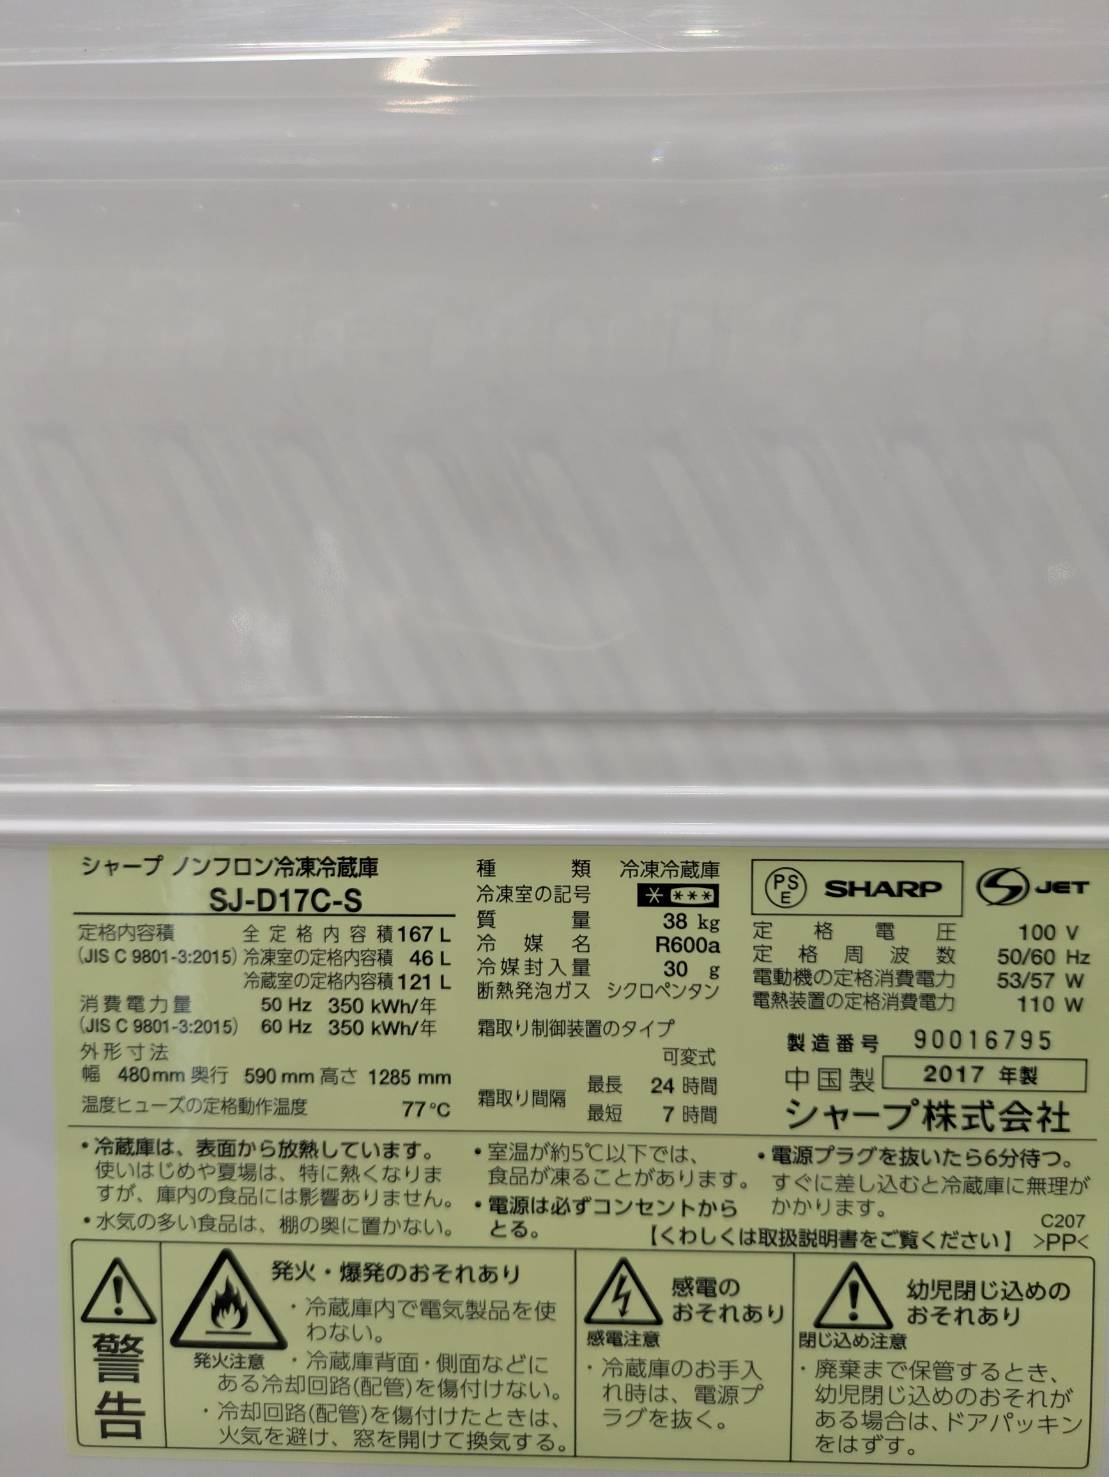 シャープ ノンフロン冷凍冷蔵庫
SJ-D17C-S
定格内容積 全定格内容積 167 L
(JIS C 9801-3:2015) 冷凍室の定格内容積 46 L
冷蔵室の定格内容積 121 L
消費電力量 50 Hz 350 kWh/年
(JIS C 9801-3:2015) 60 Hz 350 kWh/年
外形寸法
幅 480mm 奥行 590 mm 高さ 1285 mm
温度ヒューズの定格動作温度 77℃
種類 冷凍冷蔵庫
冷凍室の記号 * ***
質量 38 kg
冷媒名 R600a
冷媒封入量 30 g
断熱発泡ガス シクロペンタン
霜取り制御装置のタイプ
可変式
霜取り間隔 最長 24 時間
最短 7 時間
PS E SHARP S JET
定格電圧 100 V
定格周波数 50/60 Hz
電動機の定格消費電力 53/57 W
電熱装置の定格消費電力 110 W
製造番号 90016795
中国製 2017 年製
シャープ株式会社
・冷蔵庫は、表面から放熱しています。
使いはじめや夏場は、特に熱くなりま
すが、庫内の食品には影響ありません。
・水気の多い食品は、棚の奥に置かない。
・室温が約5℃以下では、
食品が凍ることがあります。
・電源は必ずコンセントから
とる。
・電源プラグを抜いたら6分待つ。
すぐに差し込むと冷蔵庫に無理が
かかります。
C207
【くわしくは取扱説明書をご覧ください】 >PP<
警告
発火注意
発火・爆発のおそれあり
・冷蔵庫内で電気製品を使
わない。
・冷蔵庫背面・側面などに
ある冷却回路(配管)を傷付けない。
・冷却回路(配管)を傷付けたときは、
火気を避け、窓を開けて換気する。
感電注意
感電の
おそれあり
・冷蔵庫のお手入
れ時は、電源プ
ラグを抜く。
閉じ込め注意
幼児閉じ込めの
おそれあり
・廃棄まで保管するとき、
幼児閉じ込めのおそれが
ある場合は、ドアパッキン
をはずす。